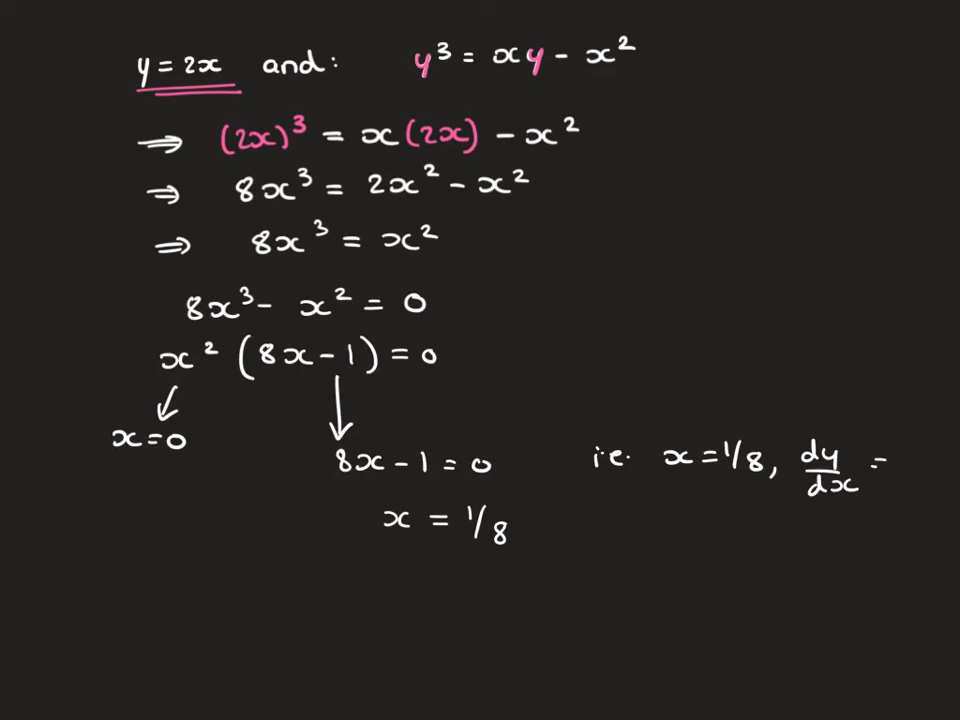 y = 2x and: y³ = xy - x²
⇒ (2x)³ = x(2x) - x²
⇒ 8x³ = 2x² - x²
⇒ 8x³ = x²
8x³ - x² = 0
x² (8x - 1) = 0
x = 0
8x - 1 = 0 i.e. x = 1/8, dy/dx =
x = 1/8